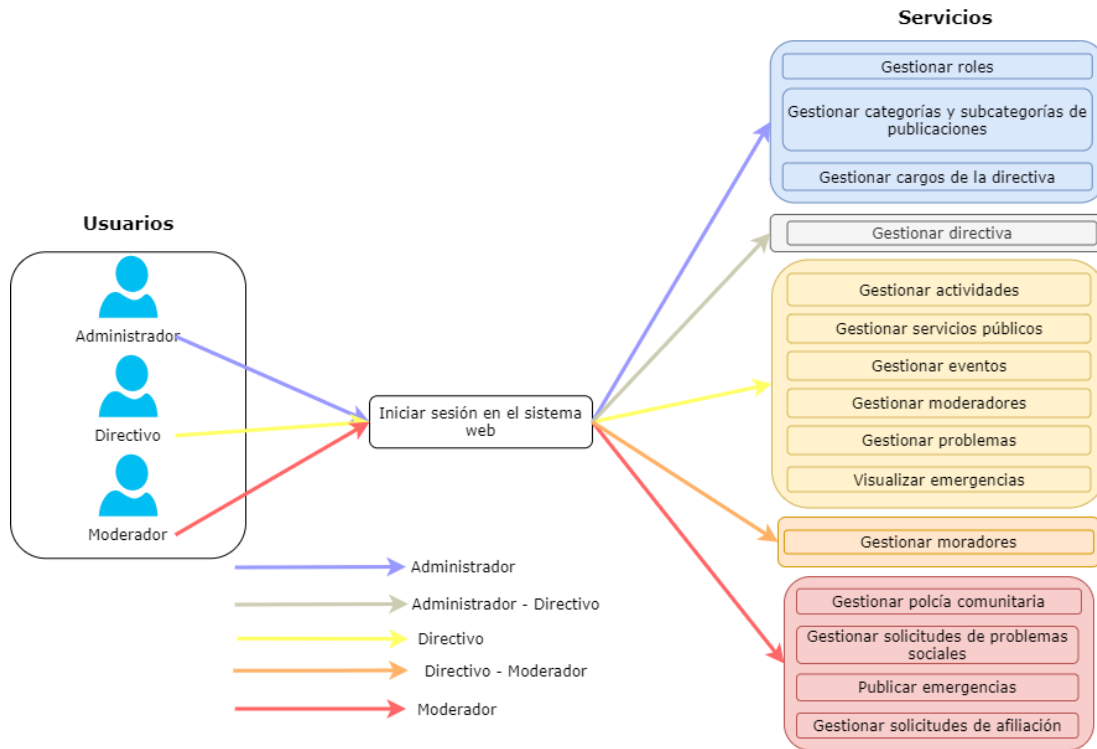 Servicios
Gestionar roles
Gestionar categorías y subcategorías de
publicaciones
Gestionar cargos de la directiva
Usuarios
Gestionar directiva
Administrador
Directivo
Moderador
Iniciar sesión en el sistema
web
Gestionar actividades
Gestionar servicios públicos
Gestionar eventos
Gestionar moderadores
Gestionar problemas
Visualizar emergencias
Gestionar moradores
Administrador
Administrador - Directivo
Directivo
Directivo - Moderador
Moderador
Gestionar polcía comunitaria
Gestionar solicitudes de problemas
sociales
Publicar emergencias
Gestionar solicitudes de afiliación